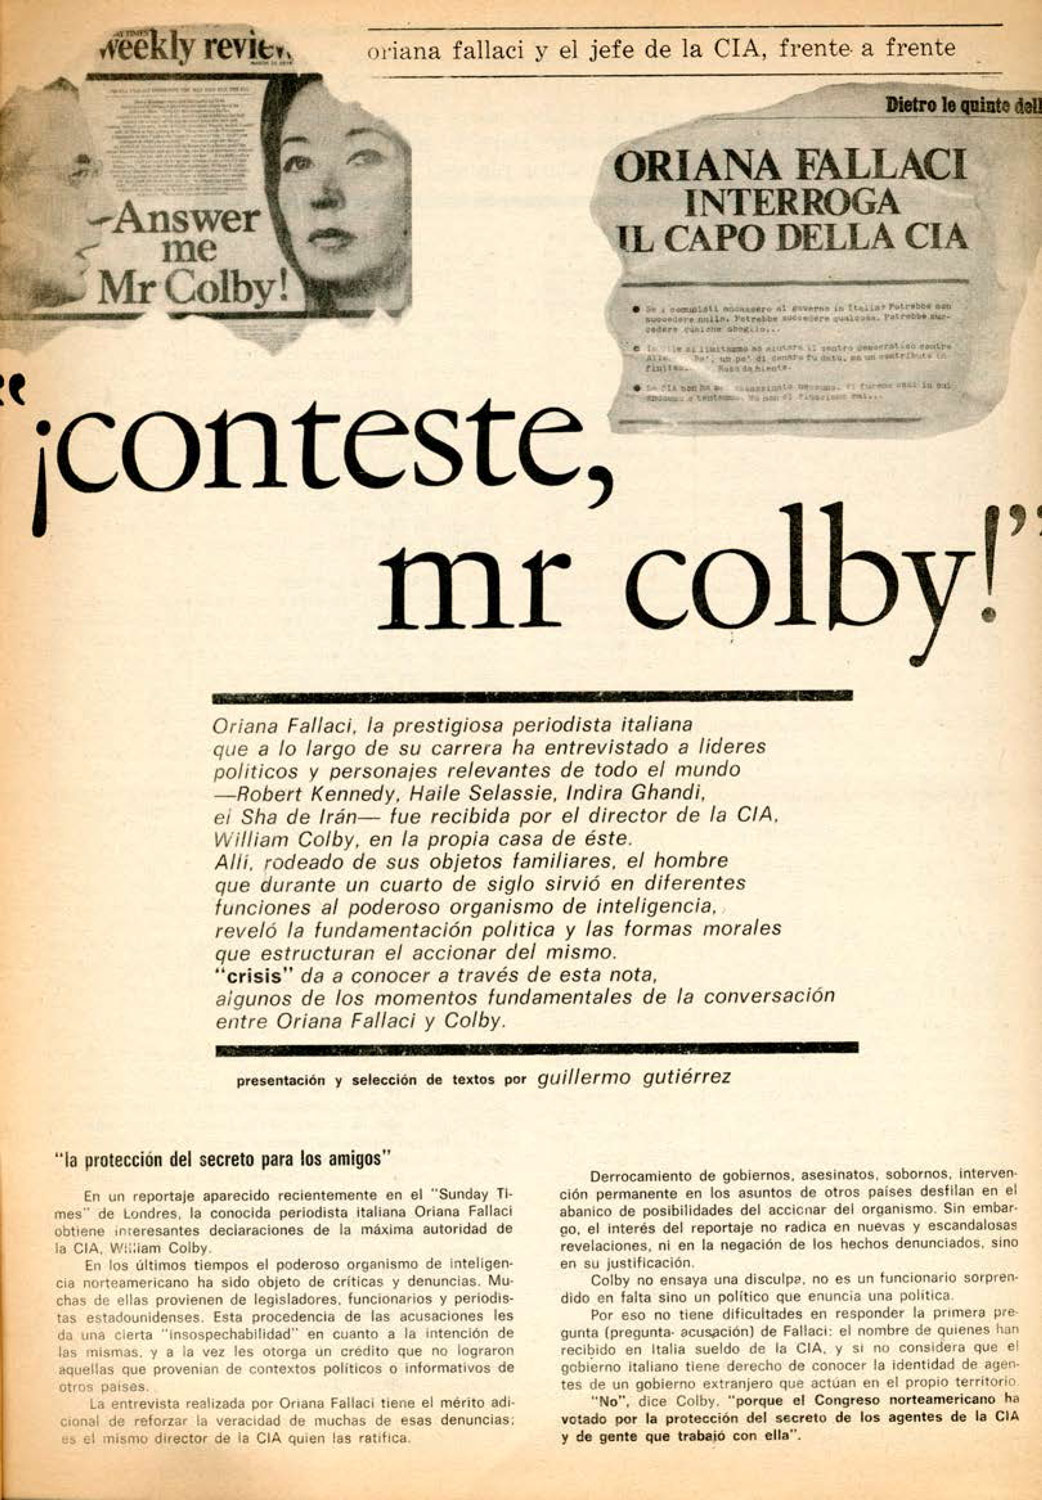 weekly review
oriana fallaci y el jefe de la CIA, frente a frente
Answer
me
Mr Colby!
Dietro le quinte dell
ORIANA FALLACI
INTERROGA
IL CAPO DELLA CIA
“¡conteste,
mr colby!”
Oriana Fallaci, la prestigiosa periodista italiana
que a lo largo de su carrera ha entrevistado a lideres
politicos y personajes relevantes de todo el mundo
—Robert Kennedy, Haile Selassie, Indira Ghandi,
el Sha de Irán— fue recibida por el director de la CIA,
William Colby, en la propia casa de éste.
Alli, rodeado de sus objetos familiares, el hombre
que durante un cuarto de siglo sirvió en diferentes
funciones al poderoso organismo de inteligencia,
reveló la fundamentación politica y las formas morales
que estructuran el accionar del mismo.
“crisis” da a conocer a través de esta nota,
algunos de los momentos fundamentales de la conversación
entre Oriana Fallaci y Colby.
presentación y selección de textos por guillermo gutiérrez
“la protección del secreto para los amigos”
En un reportaje aparecido recientemente en el “Sunday Ti-
mes” de Londres, la conocida periodista italiana Oriana Fallaci
obtiene interesantes declaraciones de la máxima autoridad de
la CIA, William Colby.
En los últimos tiempos el poderoso organismo de inteligen-
cia norteamericano ha sido objeto de críticas y denuncias. Mu-
chas de ellas provienen de legisladores, funcionarios y periodis-
tas estadounidenses. Esta procedencia de las acusaciones les
da una cierta “insospechabilidad” en cuanto a la intención de
las mismas, y a la vez les otorga un crédito que no lograron
aquellas que provenian de contextos políticos o informativos de
otros países.
La entrevista realizada por Oriana Fallaci tiene el mérito adi-
cional de reforzar la veracidad de muchas de esas denuncias;
es el mismo director de la CIA quien las ratifica.
Derrocamiento de gobiernos, asesinatos, sobornos, interven-
ción permanente en los asuntos de otros países desfilan en el
abanico de posibilidades del accionar del organismo. Sin embar-
go, el interés del reportaje no radica en nuevas y escandalosas
revelaciones, ni en la negación de los hechos denunciados, sino
en su justificación.
Colby no ensaya una disculpa, no es un funcionario sorpren-
dido en falta sino un político que enuncia una política.
Por eso no tiene dificultades en responder la primera pre-
gunta (pregunta- acusación) de Fallaci: el nombre de quienes han
recibido en Italia sueldo de la CIA, y si no considera que el
gobierno italiano tiene derecho de conocer la identidad de agen-
tes de un gobierno extranjero que actúan en el propio territorio.
“No”, dice Colby, “porque el Congreso norteamericano ha
votado por la protección del secreto de los agentes de la CIA
y de gente que trabajó con ella”.